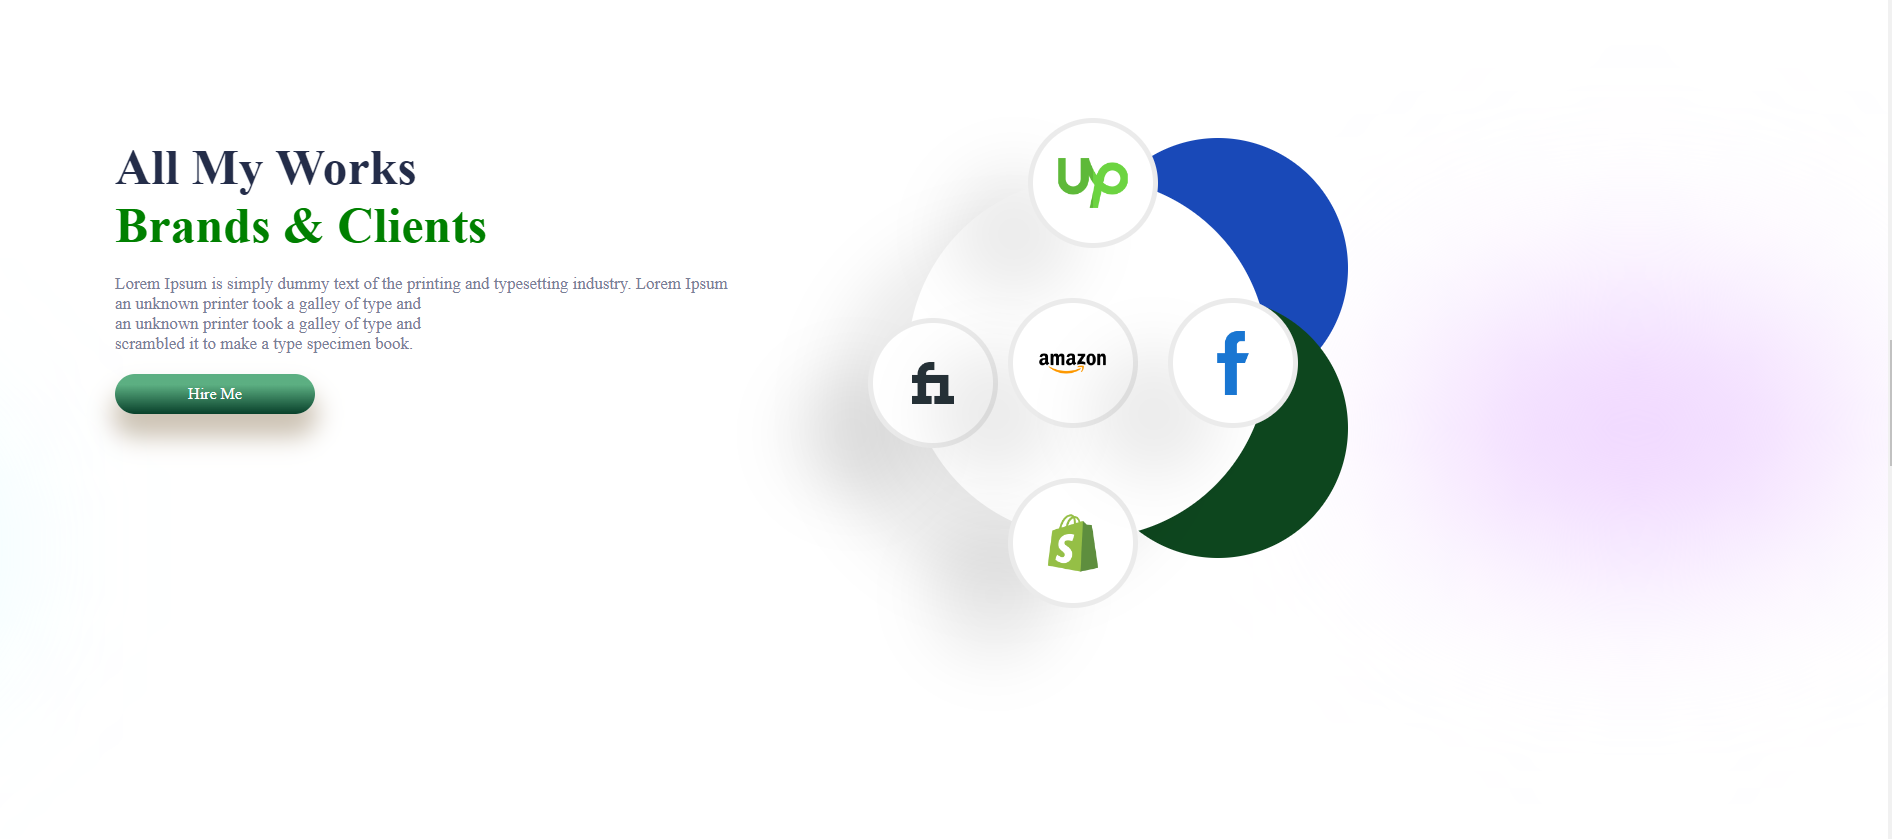 All My Works
Brands & Clients
Lorem Ipsum is simply dummy text of the printing and typesetting industry. Lorem Ipsum
an unknown printer took a galley of type and
an unknown printer took a galley of type and
scrambled it to make a type specimen book.
Hire Me
up
fi
amazon
f
S